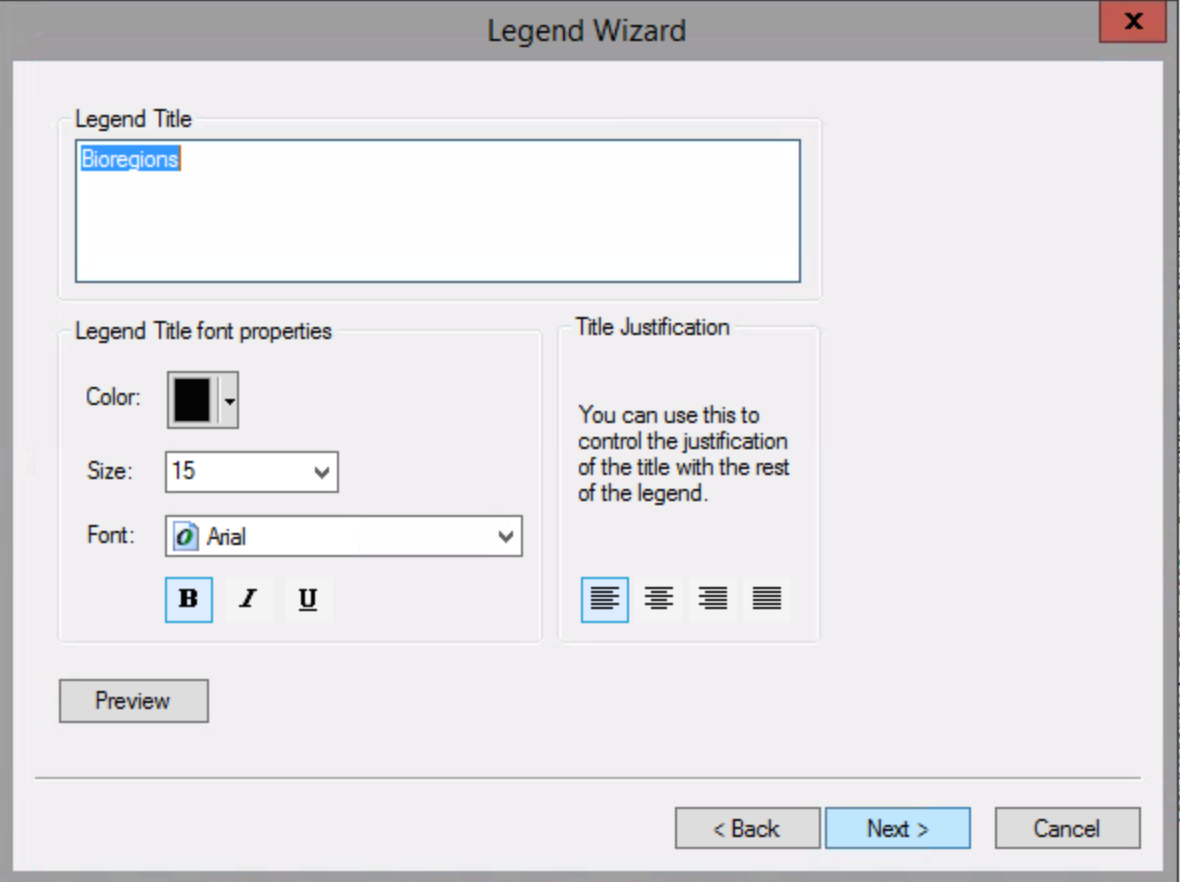 Legend Wizard
x
Legend Title
Bioregions
Legend Title font properties
Color:
Size: 15
Font: Arial
B I U
Title Justification
You can use this to
control the justification
of the title with the rest
of the legend.
Preview
< Back Next > Cancel